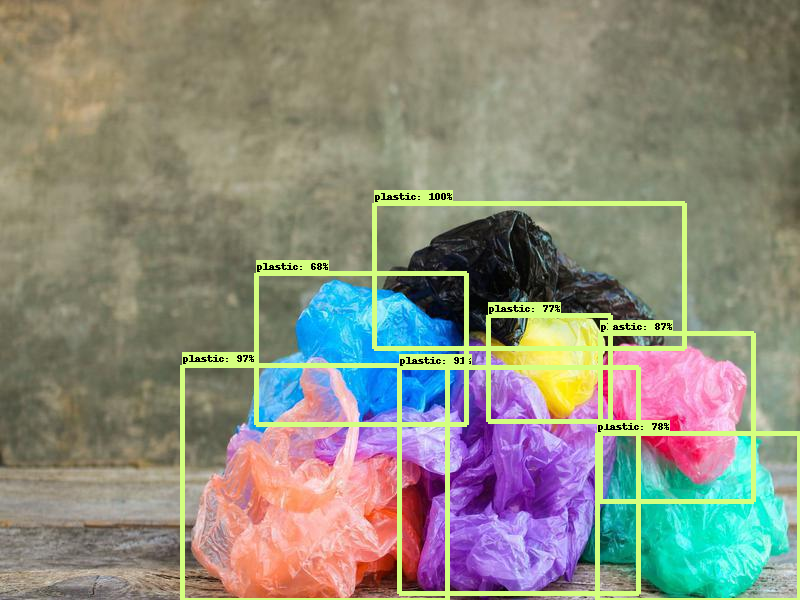 plastic: 100%
plastic: 68%
plastic: 77%
plastic: 87%
plastic: 97%
plastic: 91%
plastic: 78%